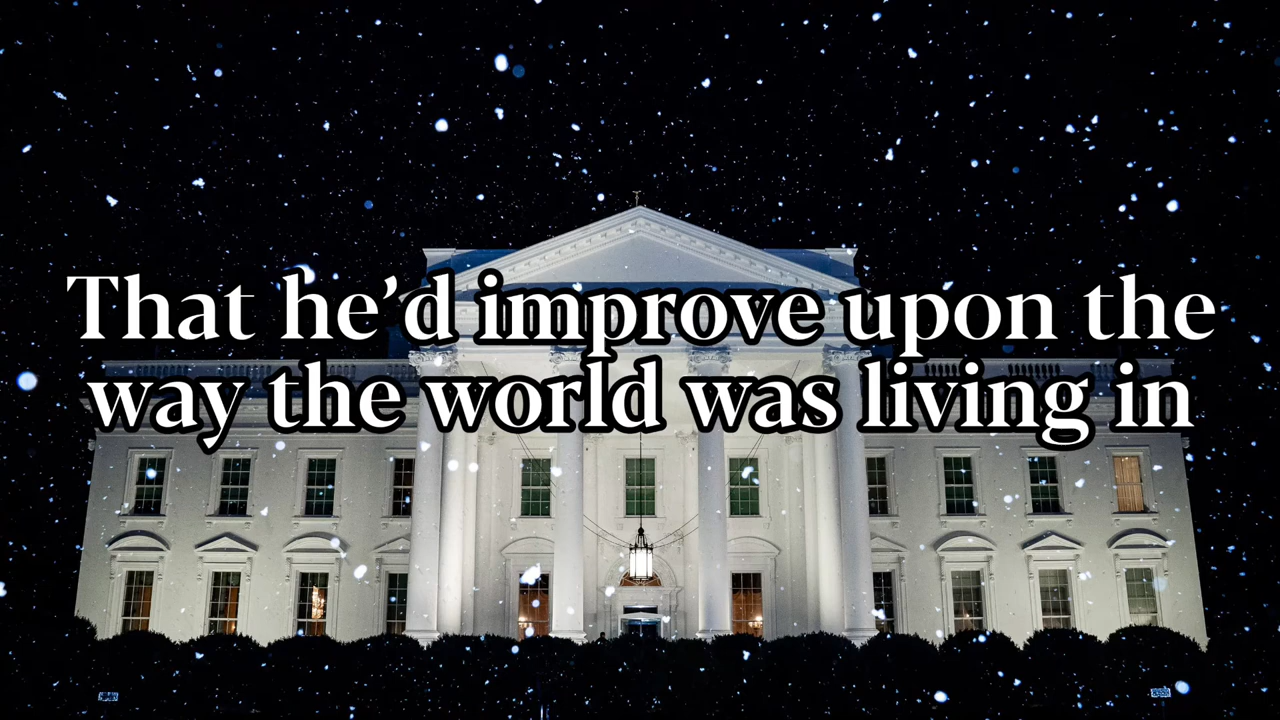 That he’d improve upon the
way the world was living in